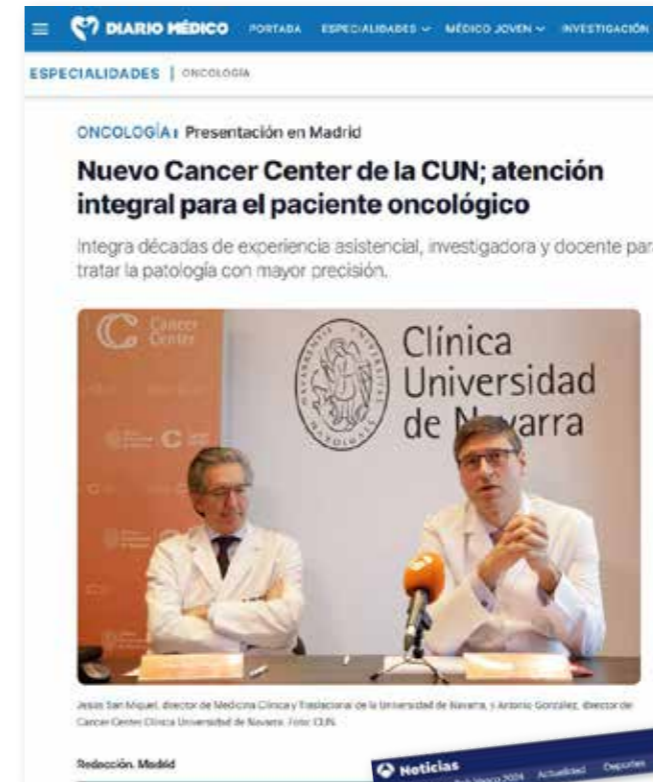 DIARIO MÉDICO PORTADA ESPECIALIDADES MÉDICO JOVEN INVESTIGACIÓN
ESPECIALIDADES | ONCOLOGÍA
ONCOLOGÍA Presentación en Madrid
Nuevo Cancer Center de la CUN; atención
integral para el paciente oncológico
Integra décadas de experiencia asistencial, investigadora y docente para
tratar la patología con mayor precisión.
Cancer
Center
Clínica
Universidad
de Navarra
Jesús San Miguel, director de Medicina Clínica y Traslacional de la Universidad de Navarra, y Antonio González, director del
Cancer Center Clínica Universidad de Navarra. Foto: CUN.
Redacción. Madrid
Noticias
2024 Actualidad Deportes